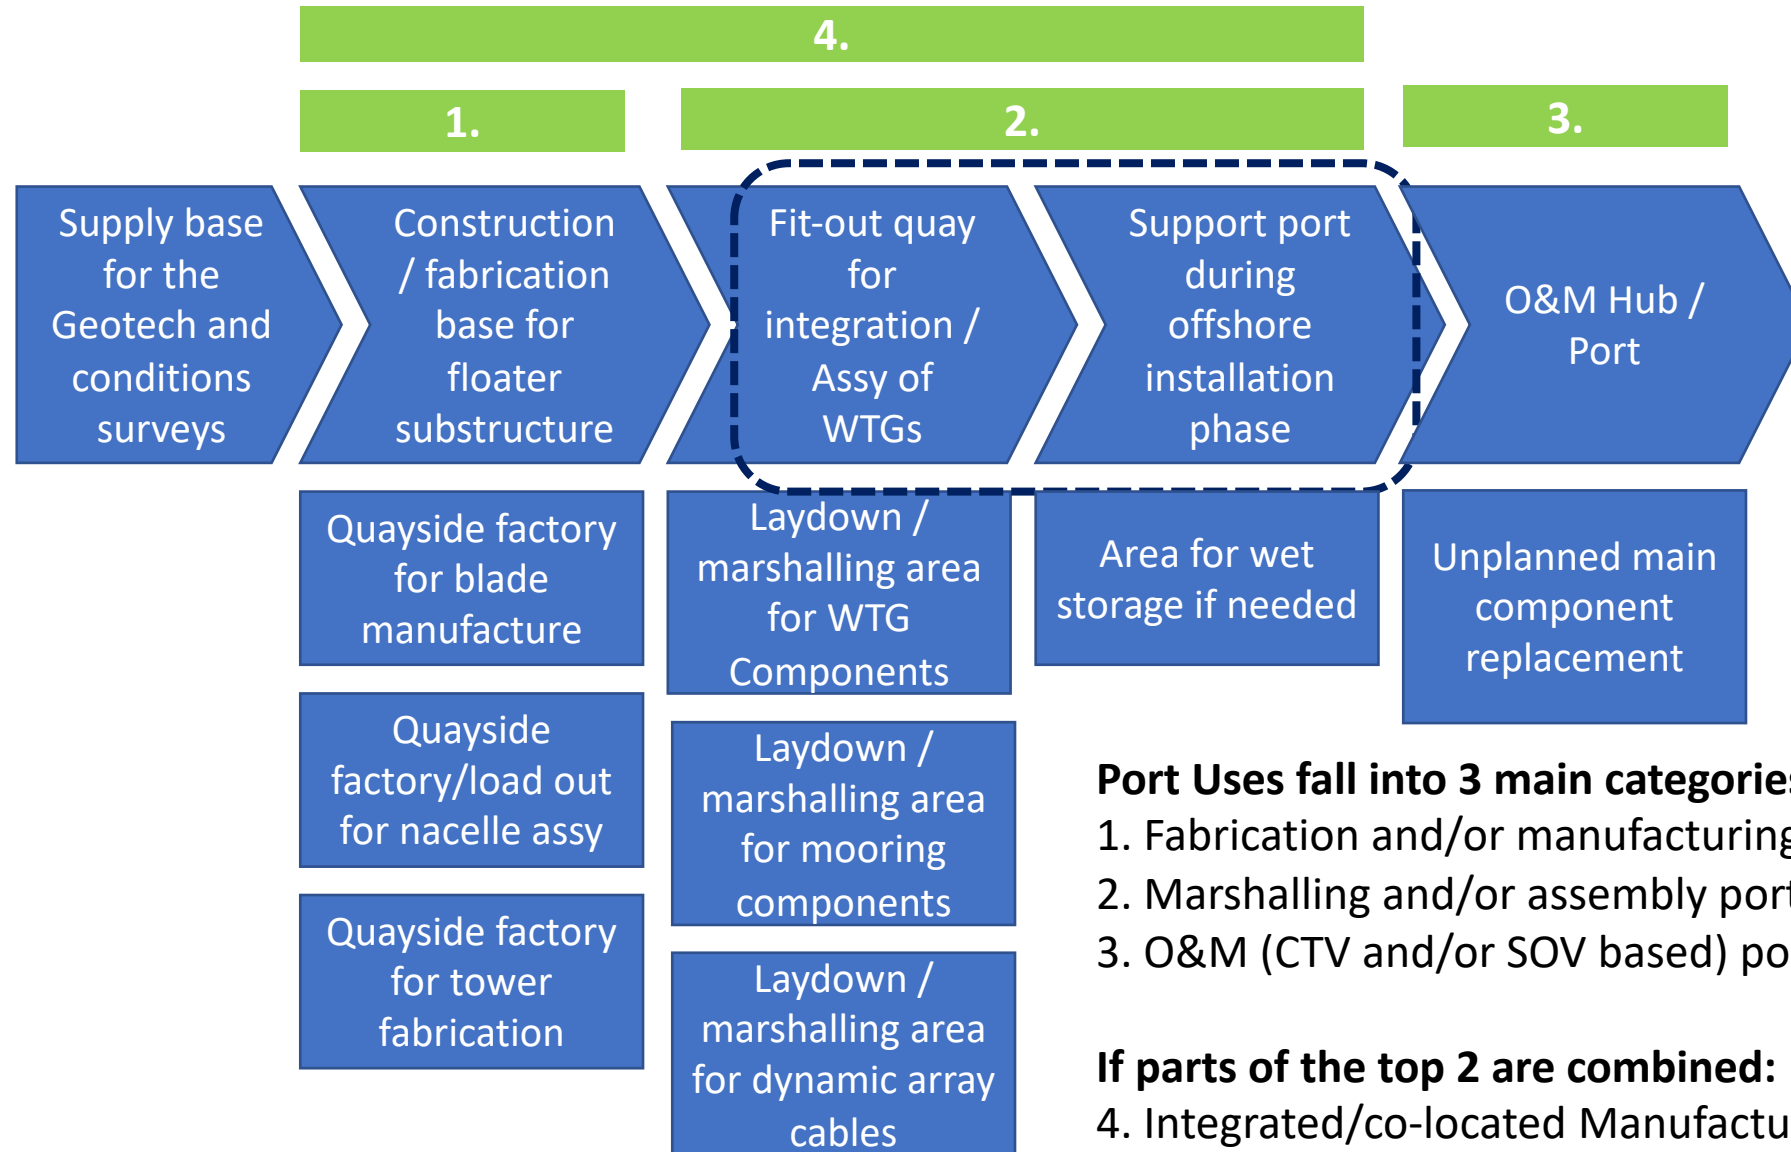 4.
1.
2.
3.
Supply base
for the
Geotech and
conditions
surveys
Construction
/ fabrication
base for
floater
substructure
Fit-out quay
for
integration /
Assy of
WTGs
Support port
during
offshore
installation
phase
O&M Hub /
Port
Quayside factory
for blade
manufacture
Quayside
factory/load out
for nacelle assy
Quayside factory
for tower
fabrication
Laydown /
marshalling area
for WTG
Components
Laydown /
marshalling area
for mooring
components
Laydown /
marshalling area
for dynamic array
cables
Area for wet
storage if needed
Unplanned main
component
replacement
Port Uses fall into 3 main categories
1. Fabrication and/or manufacturing
2. Marshalling and/or assembly port
3. O&M (CTV and/or SOV based) po
If parts of the top 2 are combined:
4. Integrated/co-located Manufactu